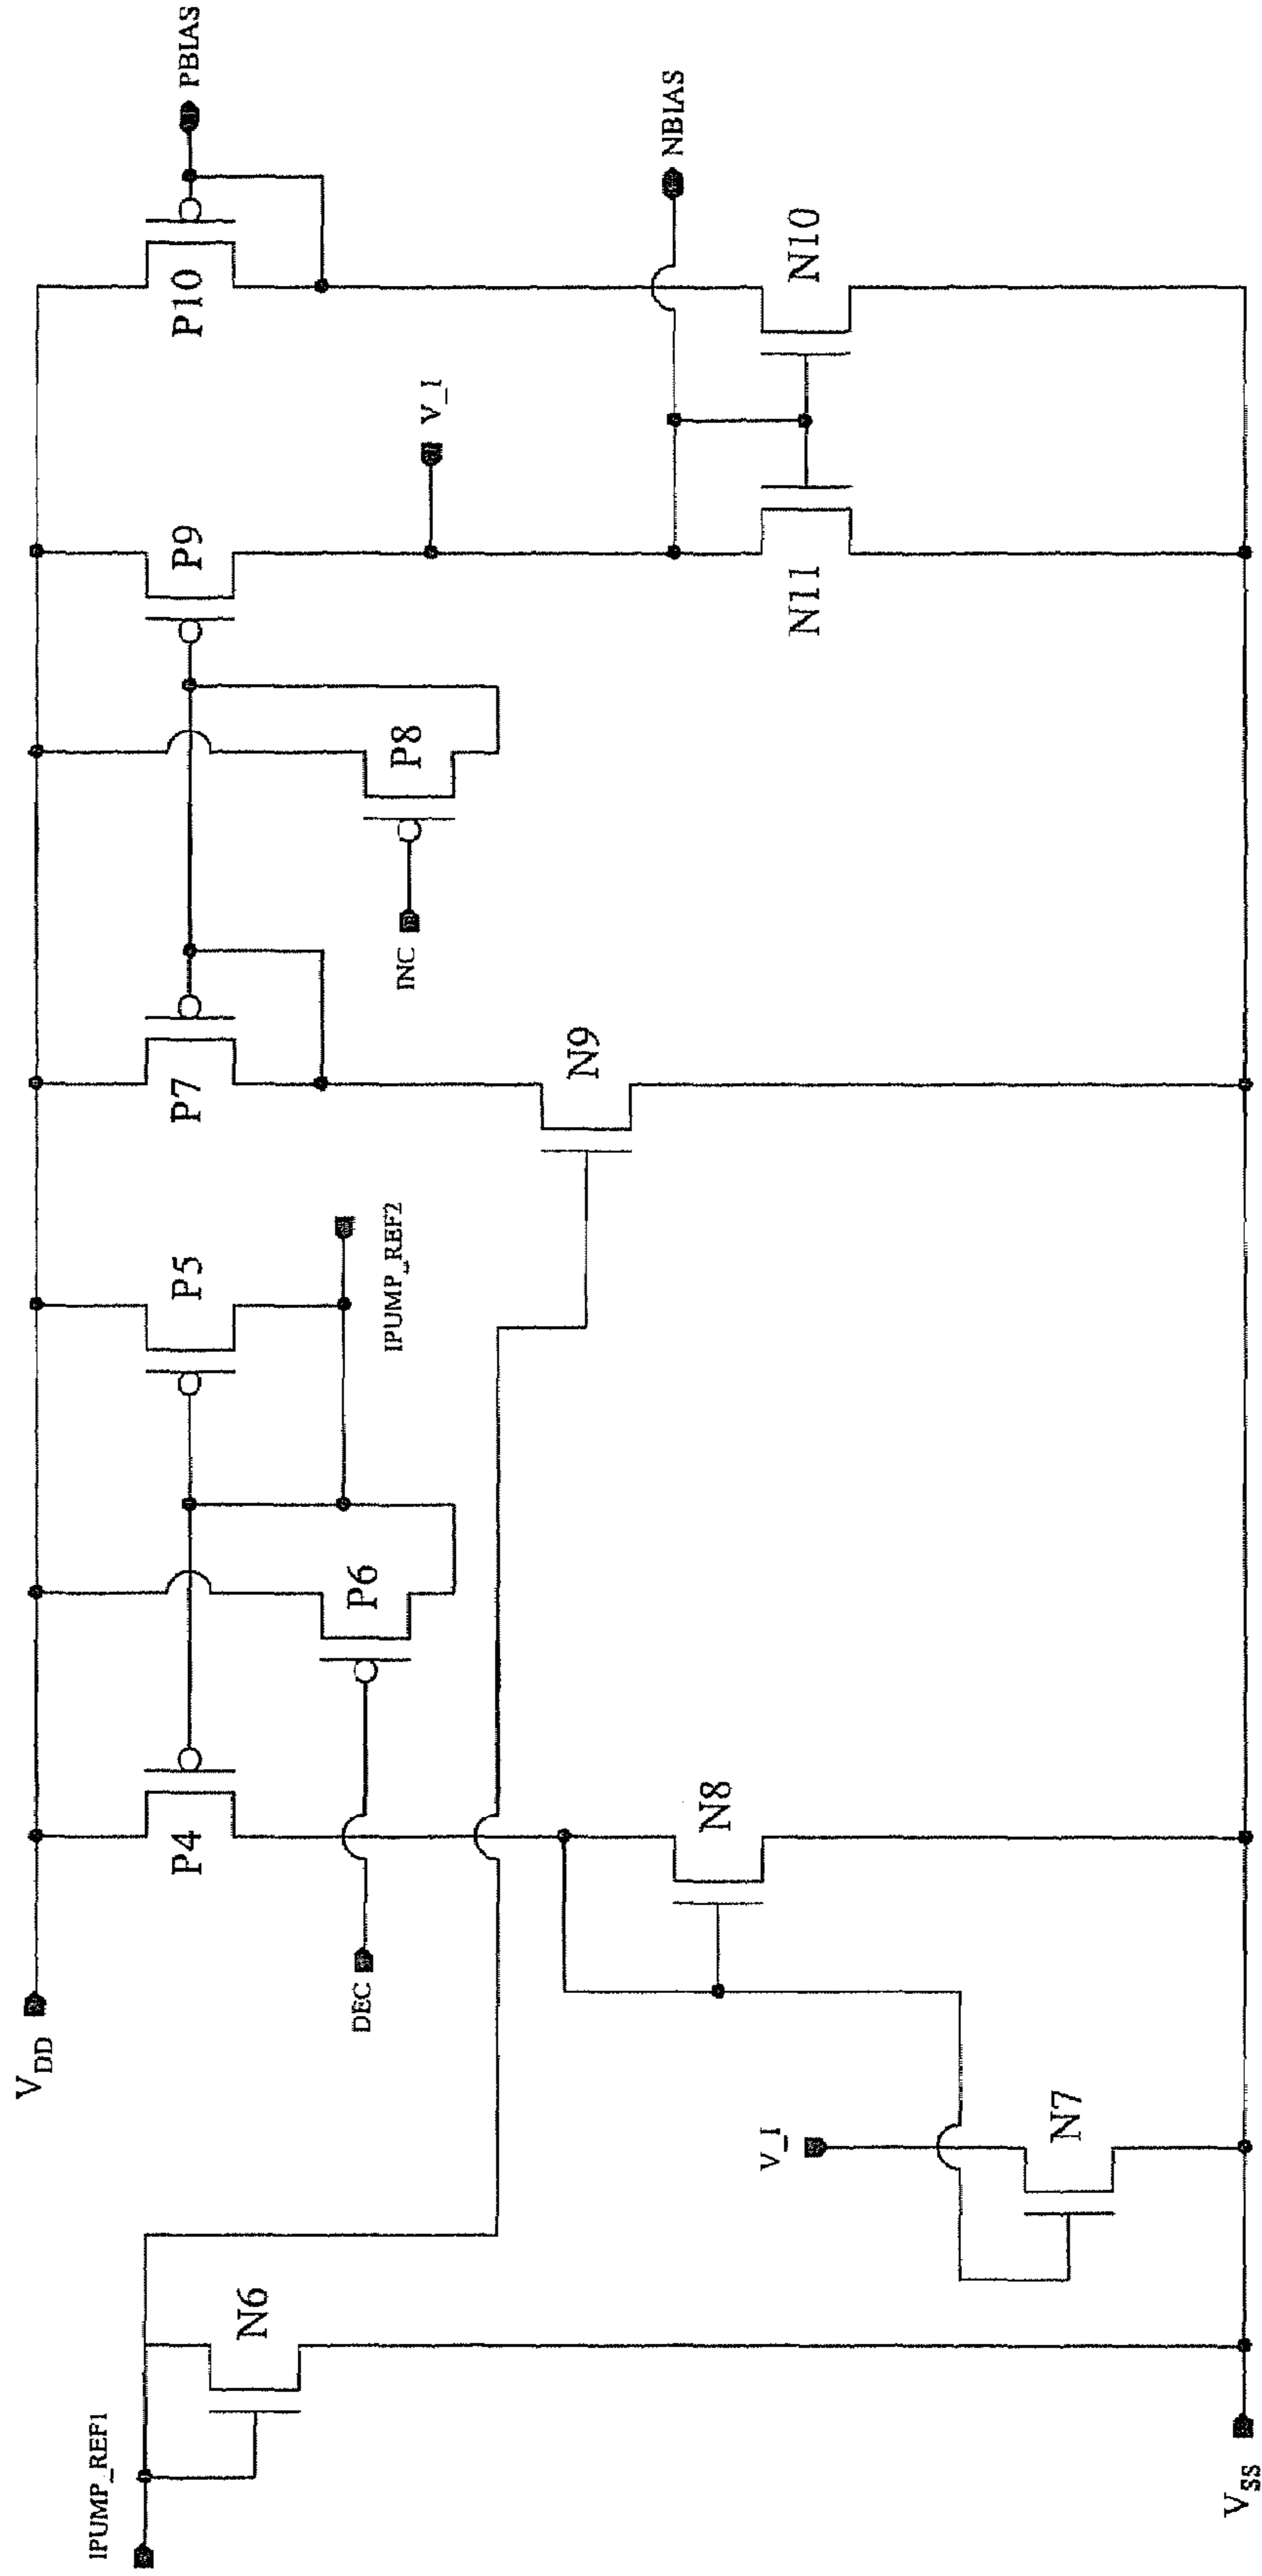 IPUMP_REF1
N6
VSS
V_I
N7
VDD
DEC
P4
N8
P6
P5
IPUMP_REF2
P7
N9
INC
P8
P9
V_I
N11
P10
N10
NBIAS
PBIAS